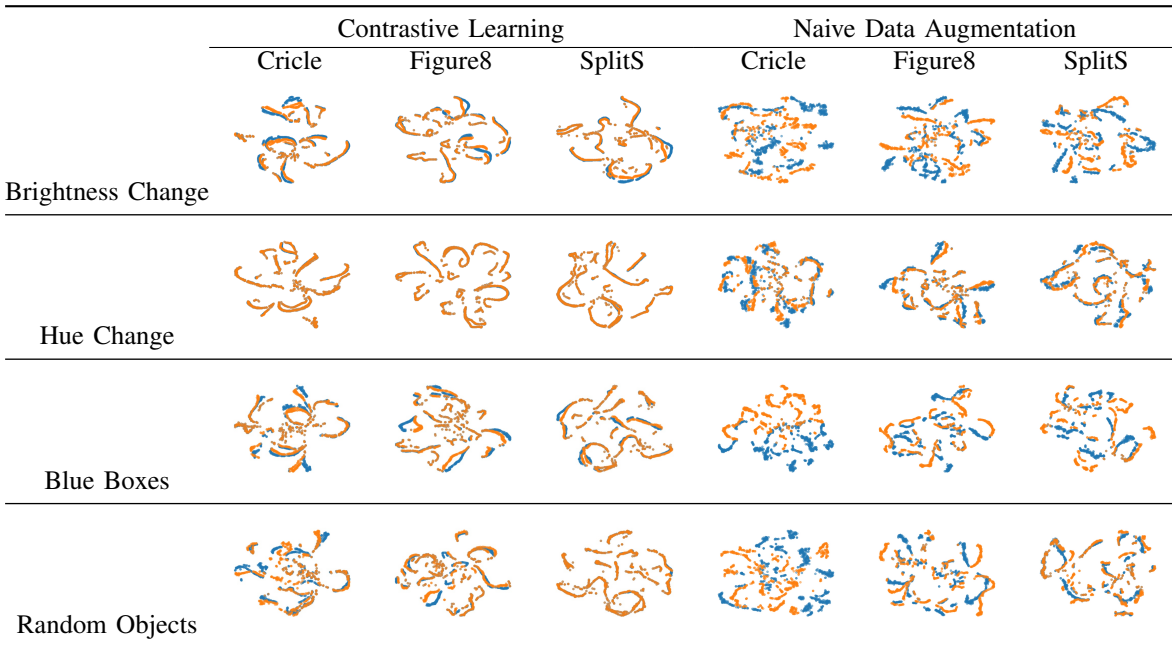 Contrastive Learning Naive Data Augmentation
Cricle Figure8 SplitS Cricle Figure8 SplitS
Brightness Change
Hue Change
Blue Boxes
Random Objects